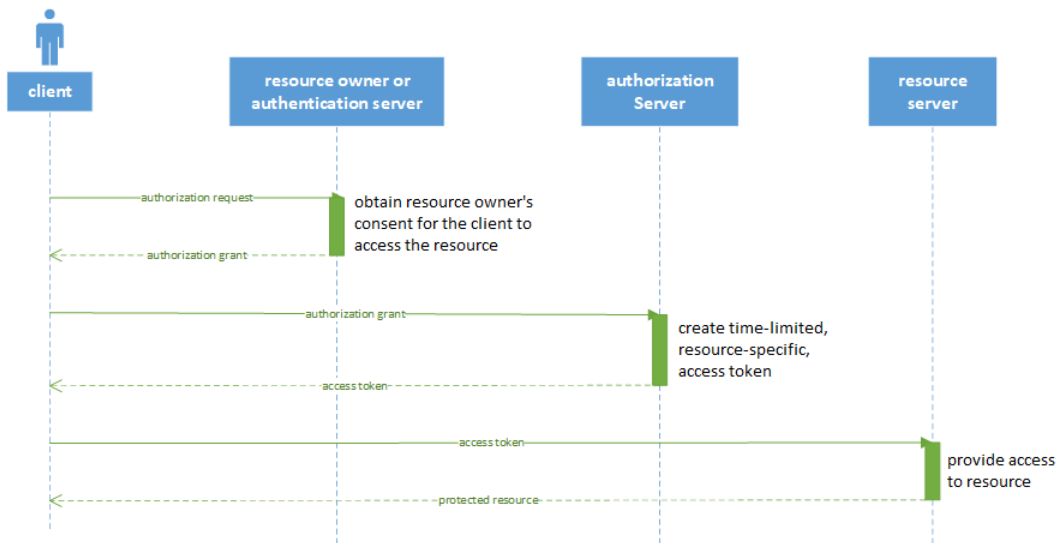 client
resource owner or
authentication server
authorization
Server
resource
server
authorization request
obtain resource owner's
consent for the client to
access the resource
authorization grant
authorization grant
create time-limited,
resource-specific,
access token
access token
access token
provide access
to resource
protected resource